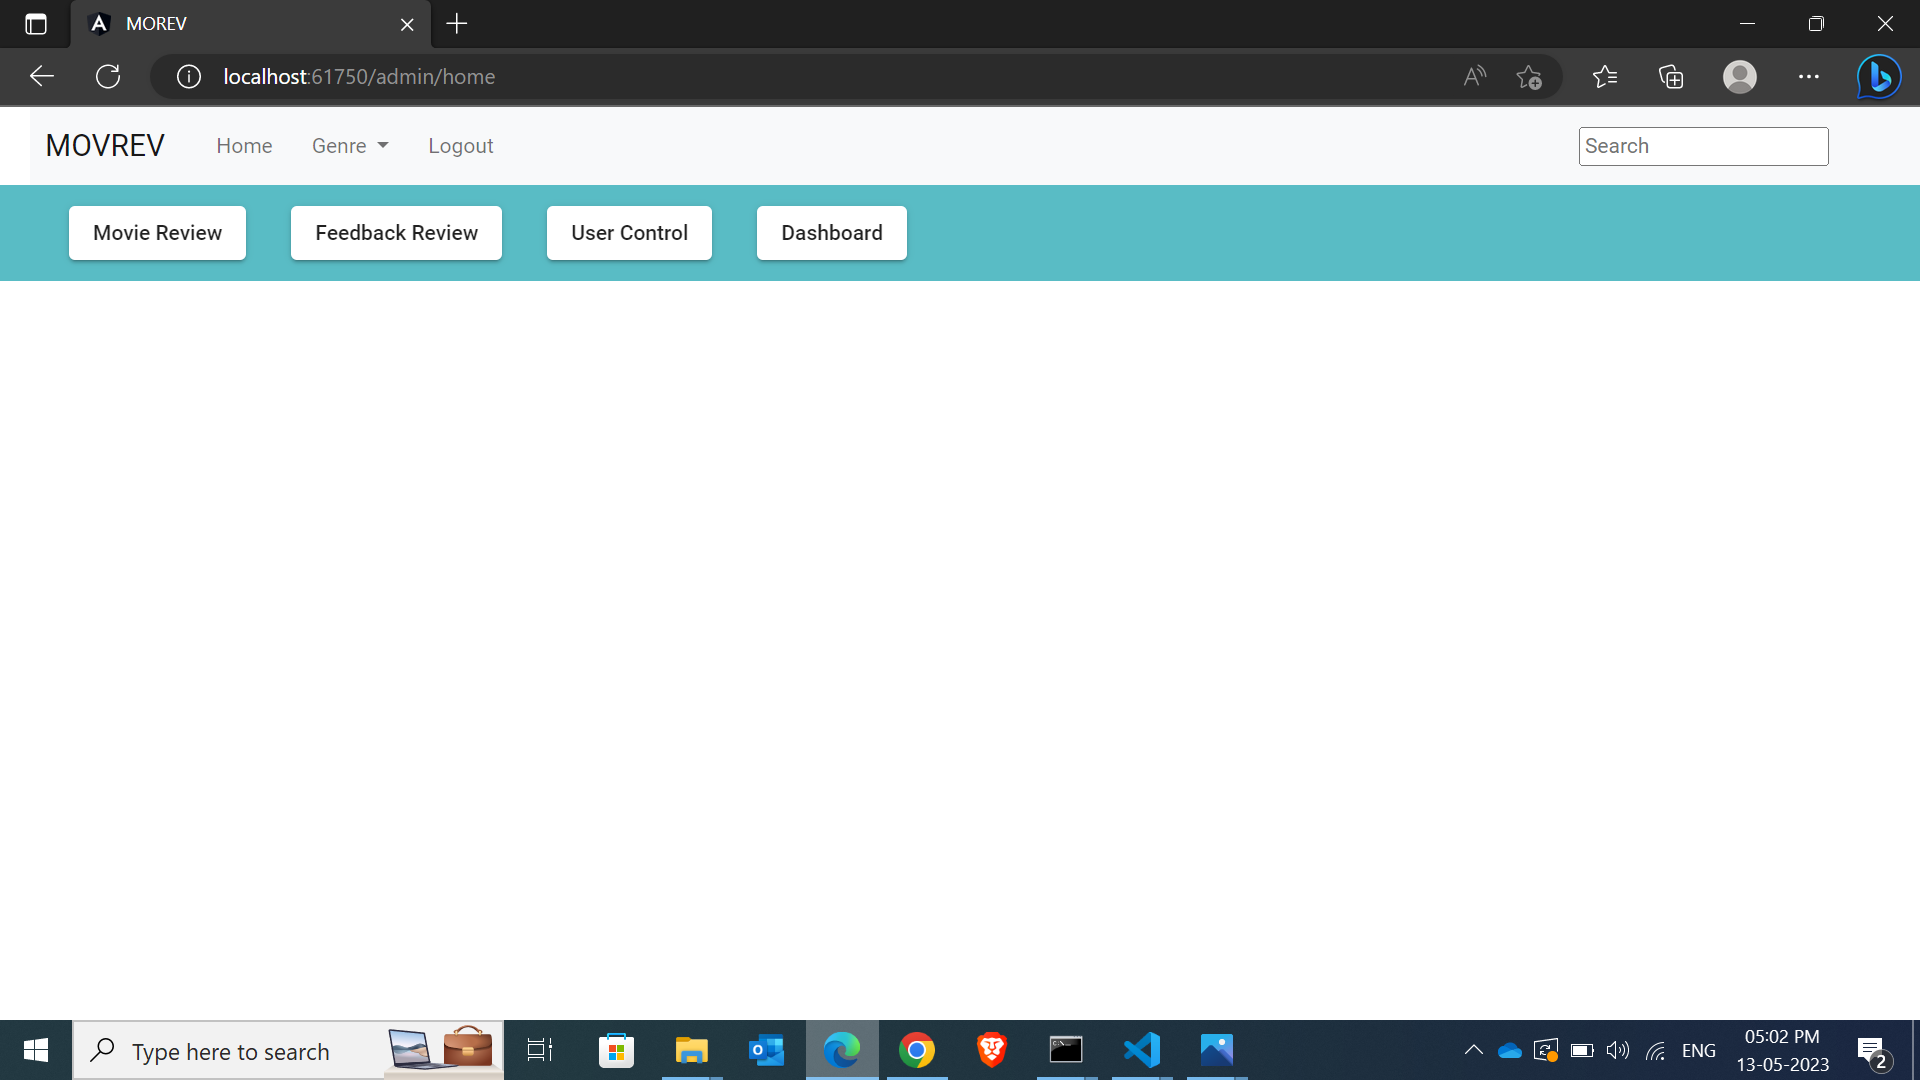 MOREV
localhost:61750/admin/home
MOVREV Home Genre Logout Search
Movie Review Feedback Review User Control Dashboard
Type here to search
ENG
05:02 PM
13-05-2023
2